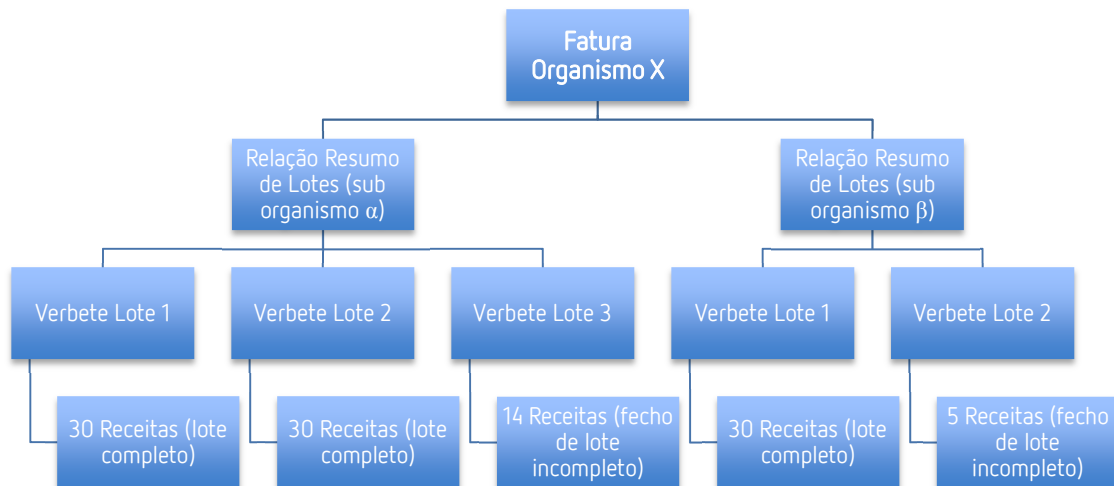 Fatura
Organismo X
Relação Resumo
de Lotes (sub
organismo α)
Relação Resumo
de Lotes (sub
organismo β)
Verbete Lote 1
Verbete Lote 2
Verbete Lote 3
Verbete Lote 1
Verbete Lote 2
30 Receitas (lote
completo)
30 Receitas (lote
completo)
14 Receitas (fecho
de lote
incompleto)
30 Receitas (lote
completo)
5 Receitas (fecho
de lote
incompleto)